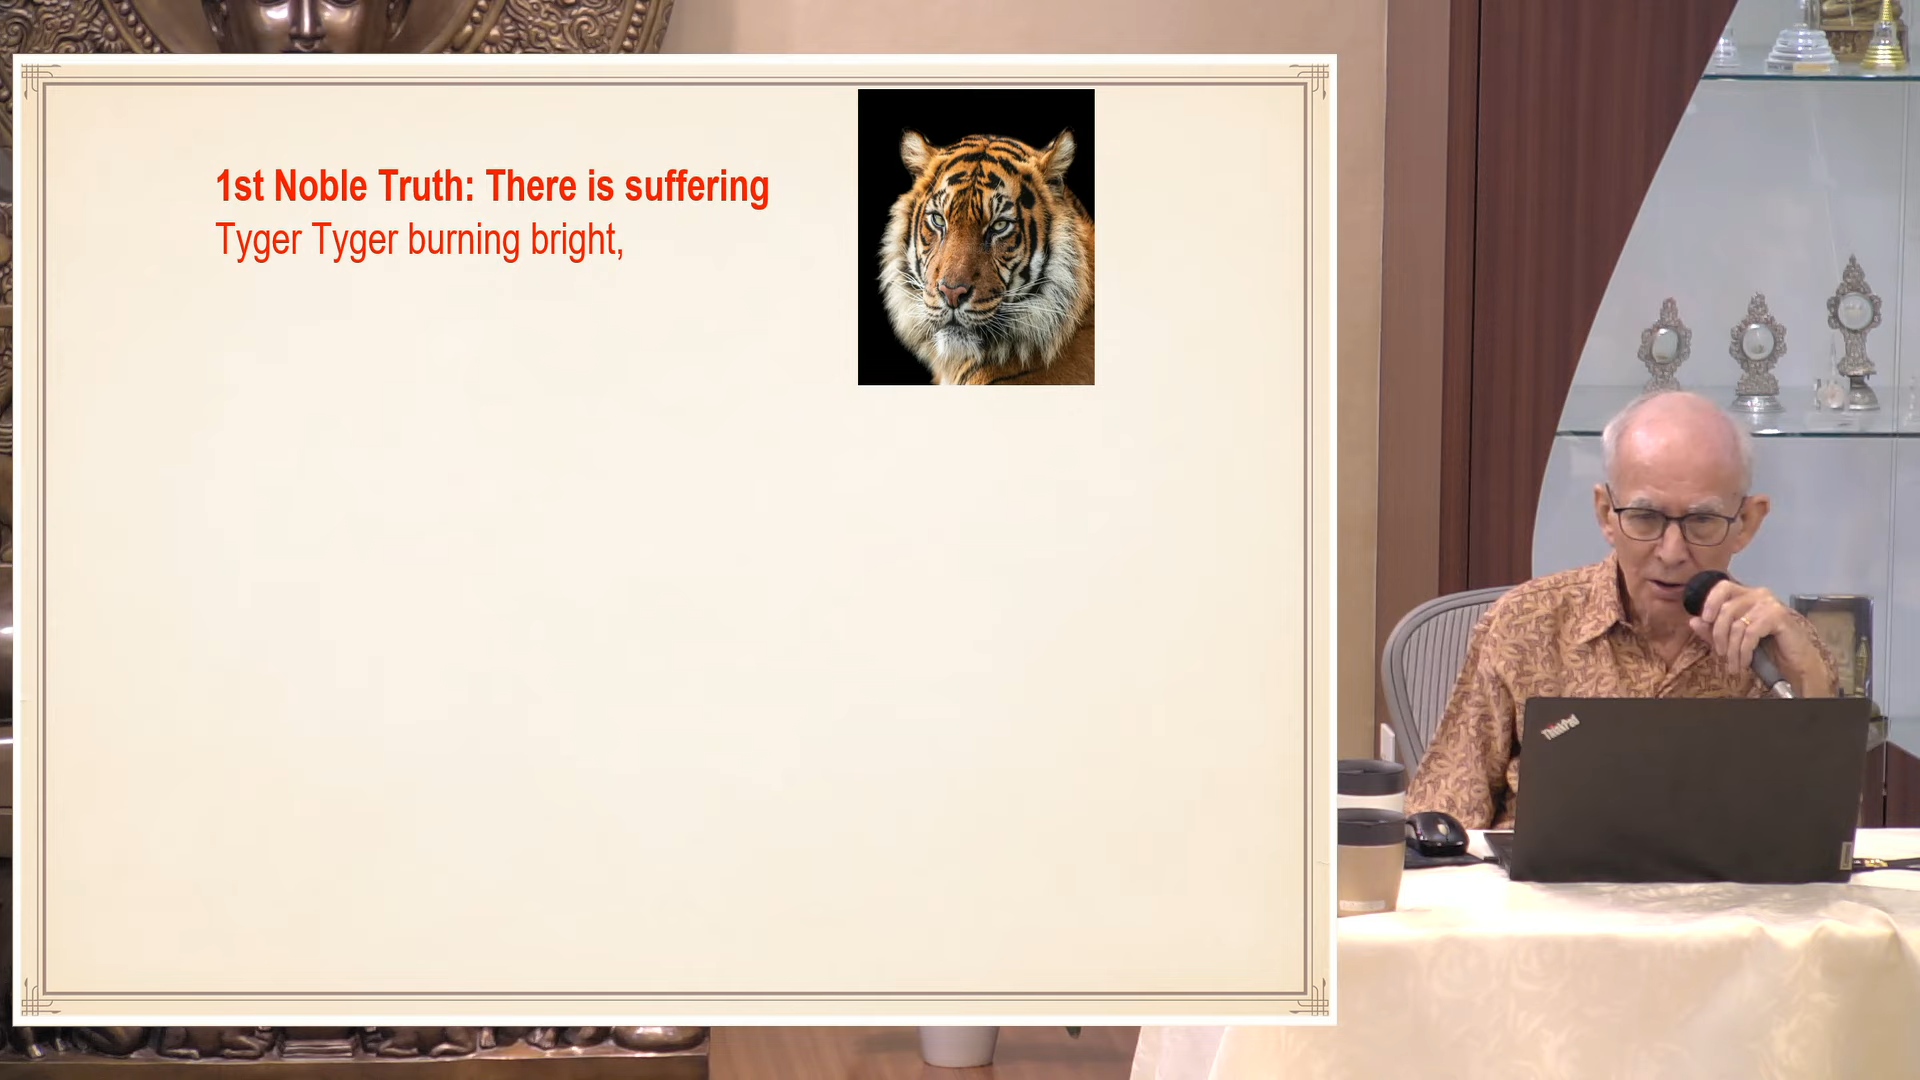 1st Noble Truth: There is suffering
Tyger Tyger burning bright,
ThinkPad